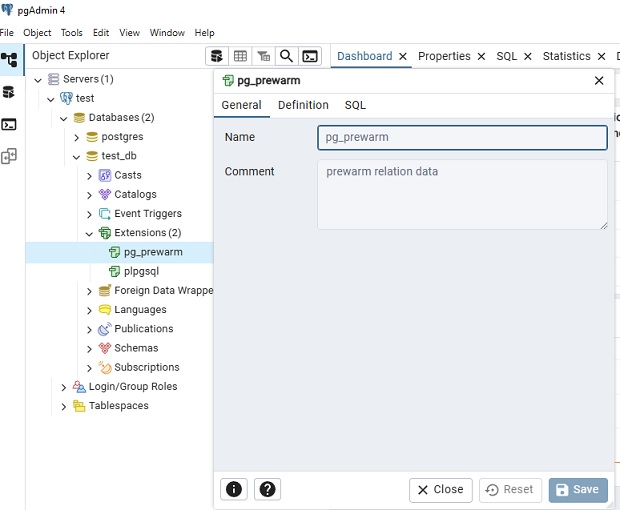 pgAdmin 4
File Object Tools Edit View Window Help
Object Explorer
Dashboard Properties SQL Statistics
Servers (1)
test
Databases (2)
postgres
test_db
Casts
Catalogs
Event Triggers
Extensions (2)
pg_prewarm
plpgsql
Foreign Data Wrappe
Languages
Publications
Schemas
Subscriptions
Login/Group Roles
Tablespaces
pg_prewarm
General Definition SQL
Name pg_prewarm
Comment prewarm relation data
Close Reset Save